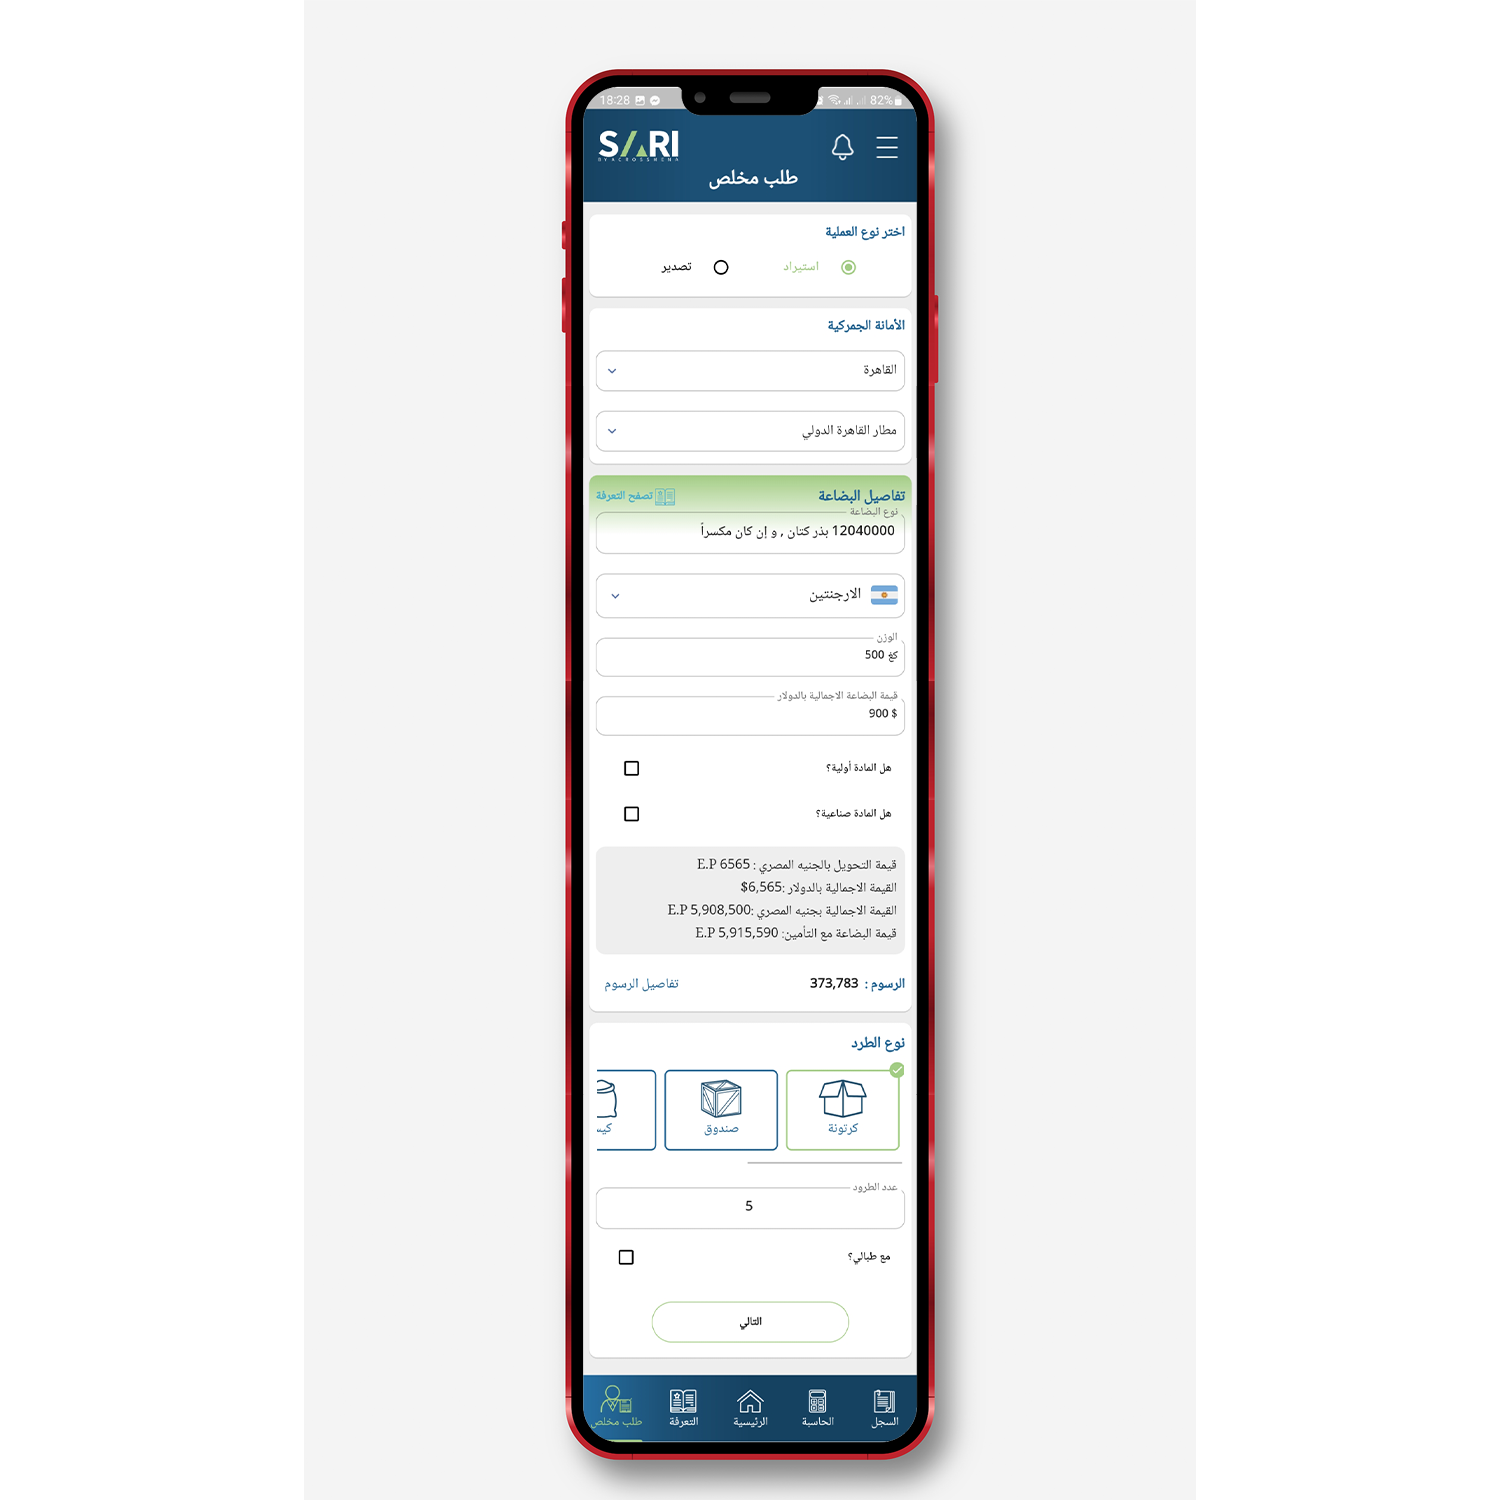 18:28
82%
SARI
BY ACROSSMENA
طلب مخلص
اختر نوع العملية
استيراد
تصدير
الأمانة الجمركية
القاهرة
مطار القاهرة الدولي
تفاصيل البضاعة
تصفح التعرفة
نوع البضاعة
12040000 بذر كتان , و إن كان مكسراً
الارجنتين
الوزن
500 كغ
قيمة البضاعة الاجمالية بالدولار
900 $
هل المادة أولية؟
هل المادة صناعية؟
قيمة التحويل بالجنيه المصري : E.P 6565
القيمة الاجمالية بالدولار :6,565$
القيمة الاجمالية بجنيه المصري :E.P 5,908,500
قيمة البضاعة مع التأمين: E.P 5,915,590
الرسوم : 373,783
تفاصيل الرسوم
نوع الطرد
كرتونة
صندوق
كيس
عدد الطرود
5
مع طبالي؟
التالي
السجل
الحاسبة
الرئيسية
التعرفة
طلب مخلص